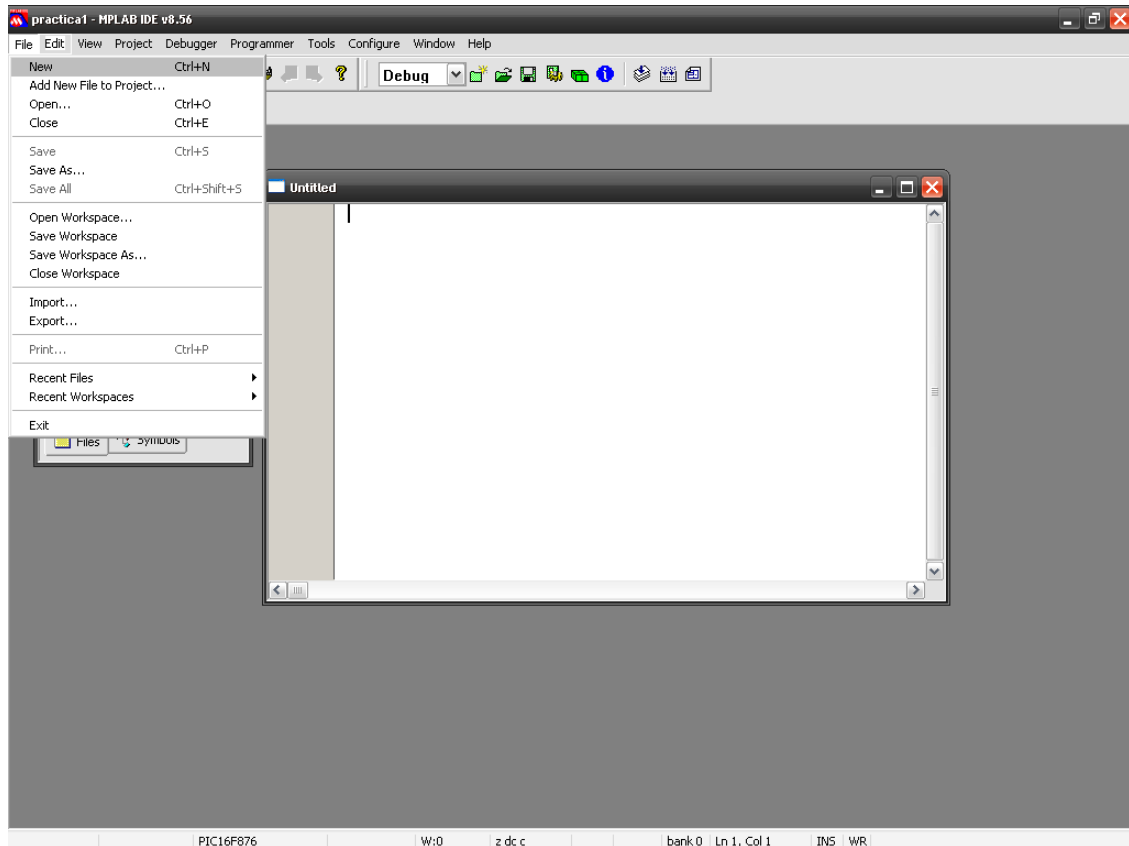 practica1 - MPLAB IDE v8.56
File Edit View Project Debugger Programmer Tools Configure Window Help
New Ctrl+N
Debug
Add New File to Project...
Open... Ctrl+O
Close Ctrl+E
Save Ctrl+S
Save As...
Save All Ctrl+Shift+S
Untitled
Open Workspace...
Save Workspace
Save Workspace As...
Close Workspace
Import...
Export...
Print... Ctrl+P
Recent Files
Recent Workspaces
Exit
Files Symbols
PIC16F876 W:0 z dc c bank 0 Ln 1, Col 1 INS WR